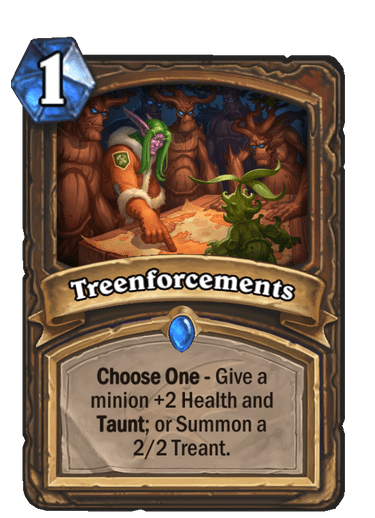 1
Treenforcements
Choose One - Give a
minion +2 Health and
Taunt; or Summon a
2/2 Treant.